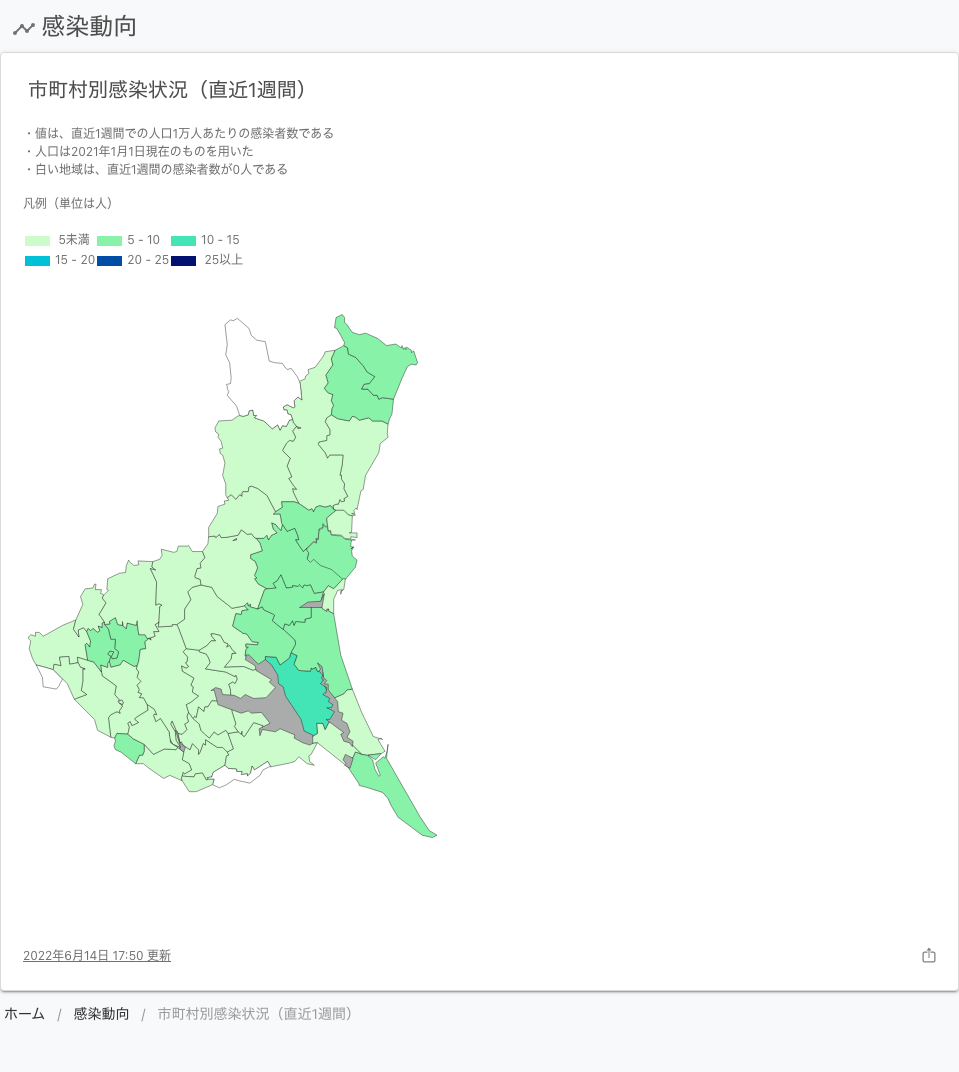 感染動向
市町村別感染状況（直近1週間）
・値は、直近1週間での人口1万人あたりの感染者数である
・人口は2021年1月1日現在のものを用いた
・白い地域は、直近1週間の感染者数が0人である
凡例（単位は人）
5未満 5 - 10 10 - 15
15 - 20 20 - 25 25以上
2022年6月14日 17:50 更新
ホーム / 感染動向 / 市町村別感染状況（直近1週間）